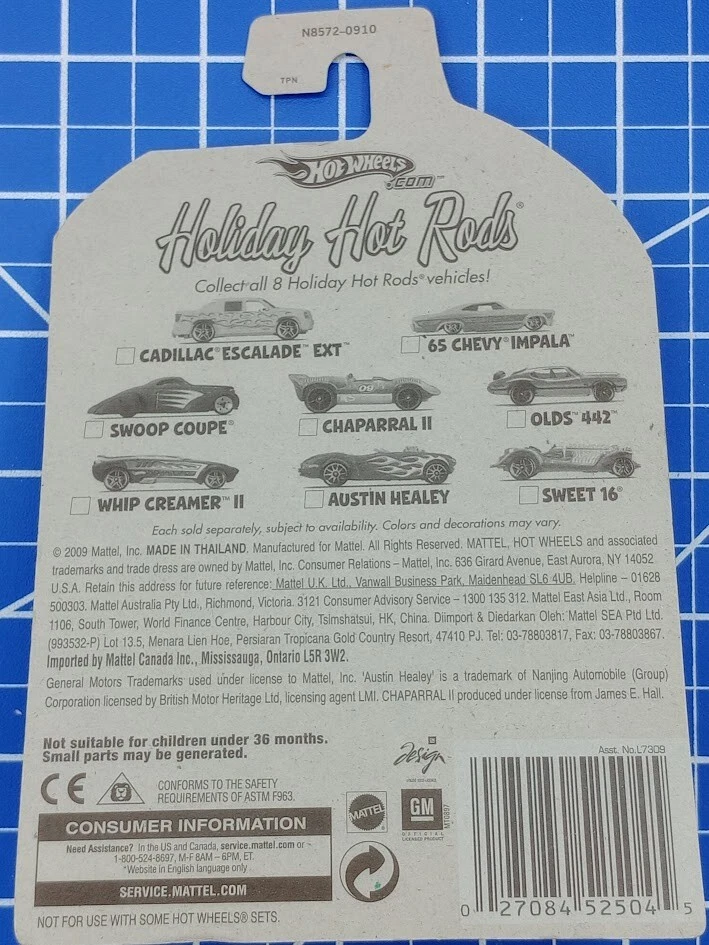 N8572-0910
TPN
HOT WHEELS
.COM™
Holiday Hot Rods®
Collect all 8 Holiday Hot Rods® vehicles!
CADILLAC® ESCALADE™ EXT™
'65 CHEVY® IMPALA™
09
SWOOP COUPE®
CHAPARRAL II
OLDS™ 442™
WHIP CREAMER™ II
AUSTIN HEALEY
SWEET 16®
Each sold separately, subject to availability. Colors and decorations may vary.
© 2009 Mattel, Inc. MADE IN THAILAND. Manufactured for Mattel. All Rights Reserved. MATTEL, HOT WHEELS and associated
trademarks and trade dress are owned by Mattel, Inc. Consumer Relations – Mattel, Inc. 636 Girard Avenue, East Aurora, NY 14052
U.S.A. Retain this address for future reference: Mattel U.K. Ltd., Vanwall Business Park, Maidenhead SL6 4UB, Helpline – 01628
500303. Mattel Australia Pty Ltd., Richmond, Victoria. 3121 Consumer Advisory Service – 1300 135 312. Mattel East Asia Ltd., Room
1106, South Tower, World Finance Centre, Harbour City, Tsimshatsui, HK, China. Diimport & Diedarkan Oleh: Mattel SEA Ptd Ltd.
(993532-P) Lot 13.5, Menara Lien Hoe, Persiaran Tropicana Gold Country Resort, 47410 PJ. Tel: 03-78803817, Fax: 03-78803867.
Imported by Mattel Canada Inc., Mississauga, Ontario L5R 3W2.
General Motors Trademarks used under license to Mattel, Inc. 'Austin Healey' is a trademark of Nanjing Automobile (Group)
Corporation licensed by British Motor Heritage Ltd, licensing agent LMI. CHAPARRAL II produced under license from James E. Hall.
Not suitable for children under 36 months.
Small parts may be generated.
CE
CONFORMS TO THE SAFETY
REQUIREMENTS OF ASTM F963.
CONSUMER INFORMATION
Need Assistance? In the US and Canada, service.mattel.com or
1-800-524-8697, M-F 8AM – 6PM, ET.
*Website in English language only
SERVICE.MATTEL.COM
NOT FOR USE WITH SOME HOT WHEELS® SETS.
Design
MATTEL
GM
OFFICIAL
LICENSED PRODUCT
MT0897
Asst. No.L7309
0 27084 52504 5